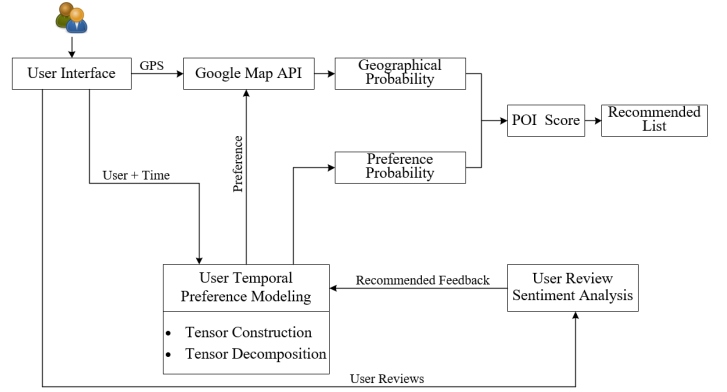 User Interface
GPS
Google Map API
Geographical
Probability
POI Score
Recommended
List
User + Time
Preference
Preference
Probability
User Temporal
Preference Modeling
• Tensor Construction
• Tensor Decomposition
Recommended Feedback
User Review
Sentiment Analysis
User Reviews